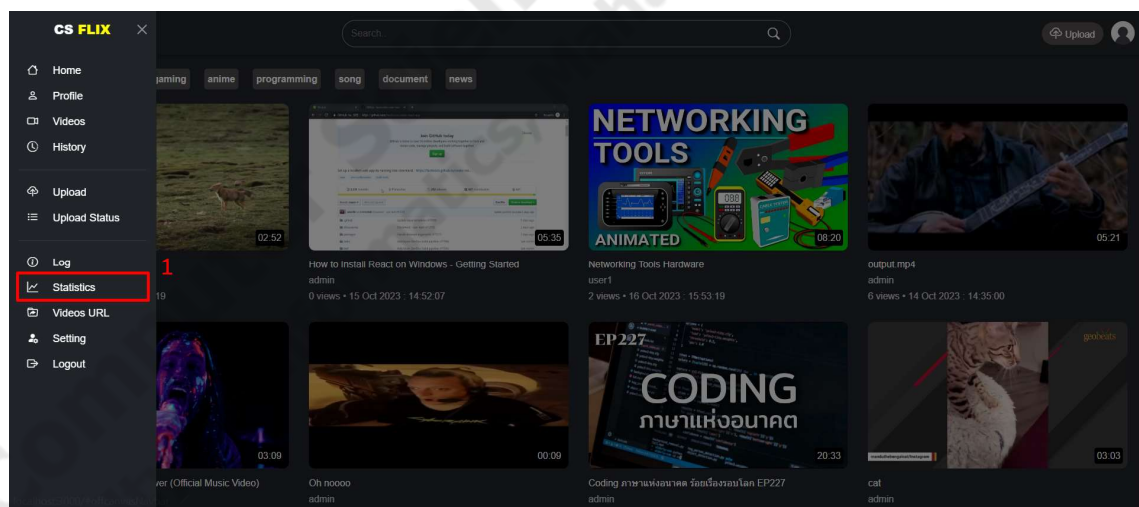 CS FLIX
Search...
Upload
Home
Profile
Videos
History
Upload
Upload Status
Log
1
Statistics
Videos URL
Setting
Logout
gaming anime programming song document news
02:52
05:35
NETWORKING
TOOLS
ANIMATED
08:20
05:21
How to Install React on Windows - Getting Started
admin
0 views • 15 Oct 2023 : 14:52:07
Networking Tools Hardware
user1
2 views • 16 Oct 2023 : 15:53:19
output.mp4
admin
6 views • 14 Oct 2023 : 14:35:00
03:09
00:09
EP227
CODING
ภาษาแห่งอนาคต
20:33
geobeats
03:03
(Official Music Video)
Oh noooo
admin
Coding ภาษาแห่งอนาคต ร้อยเรื่องรอบโลก EP227
admin
cat
admin